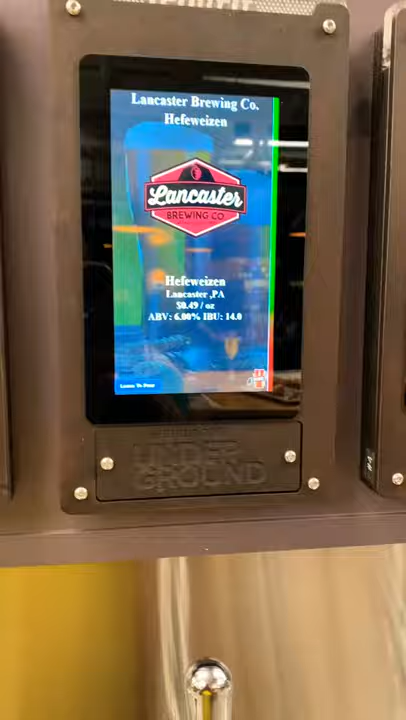 Lancaster Brewing Co.
Hefeweizen
Lancaster
BREWING CO
Hefeweizen
Lancaster ,PA
$0.49 / oz
ABV: 6.00% IBU: 14.0
UNDER
GROUND